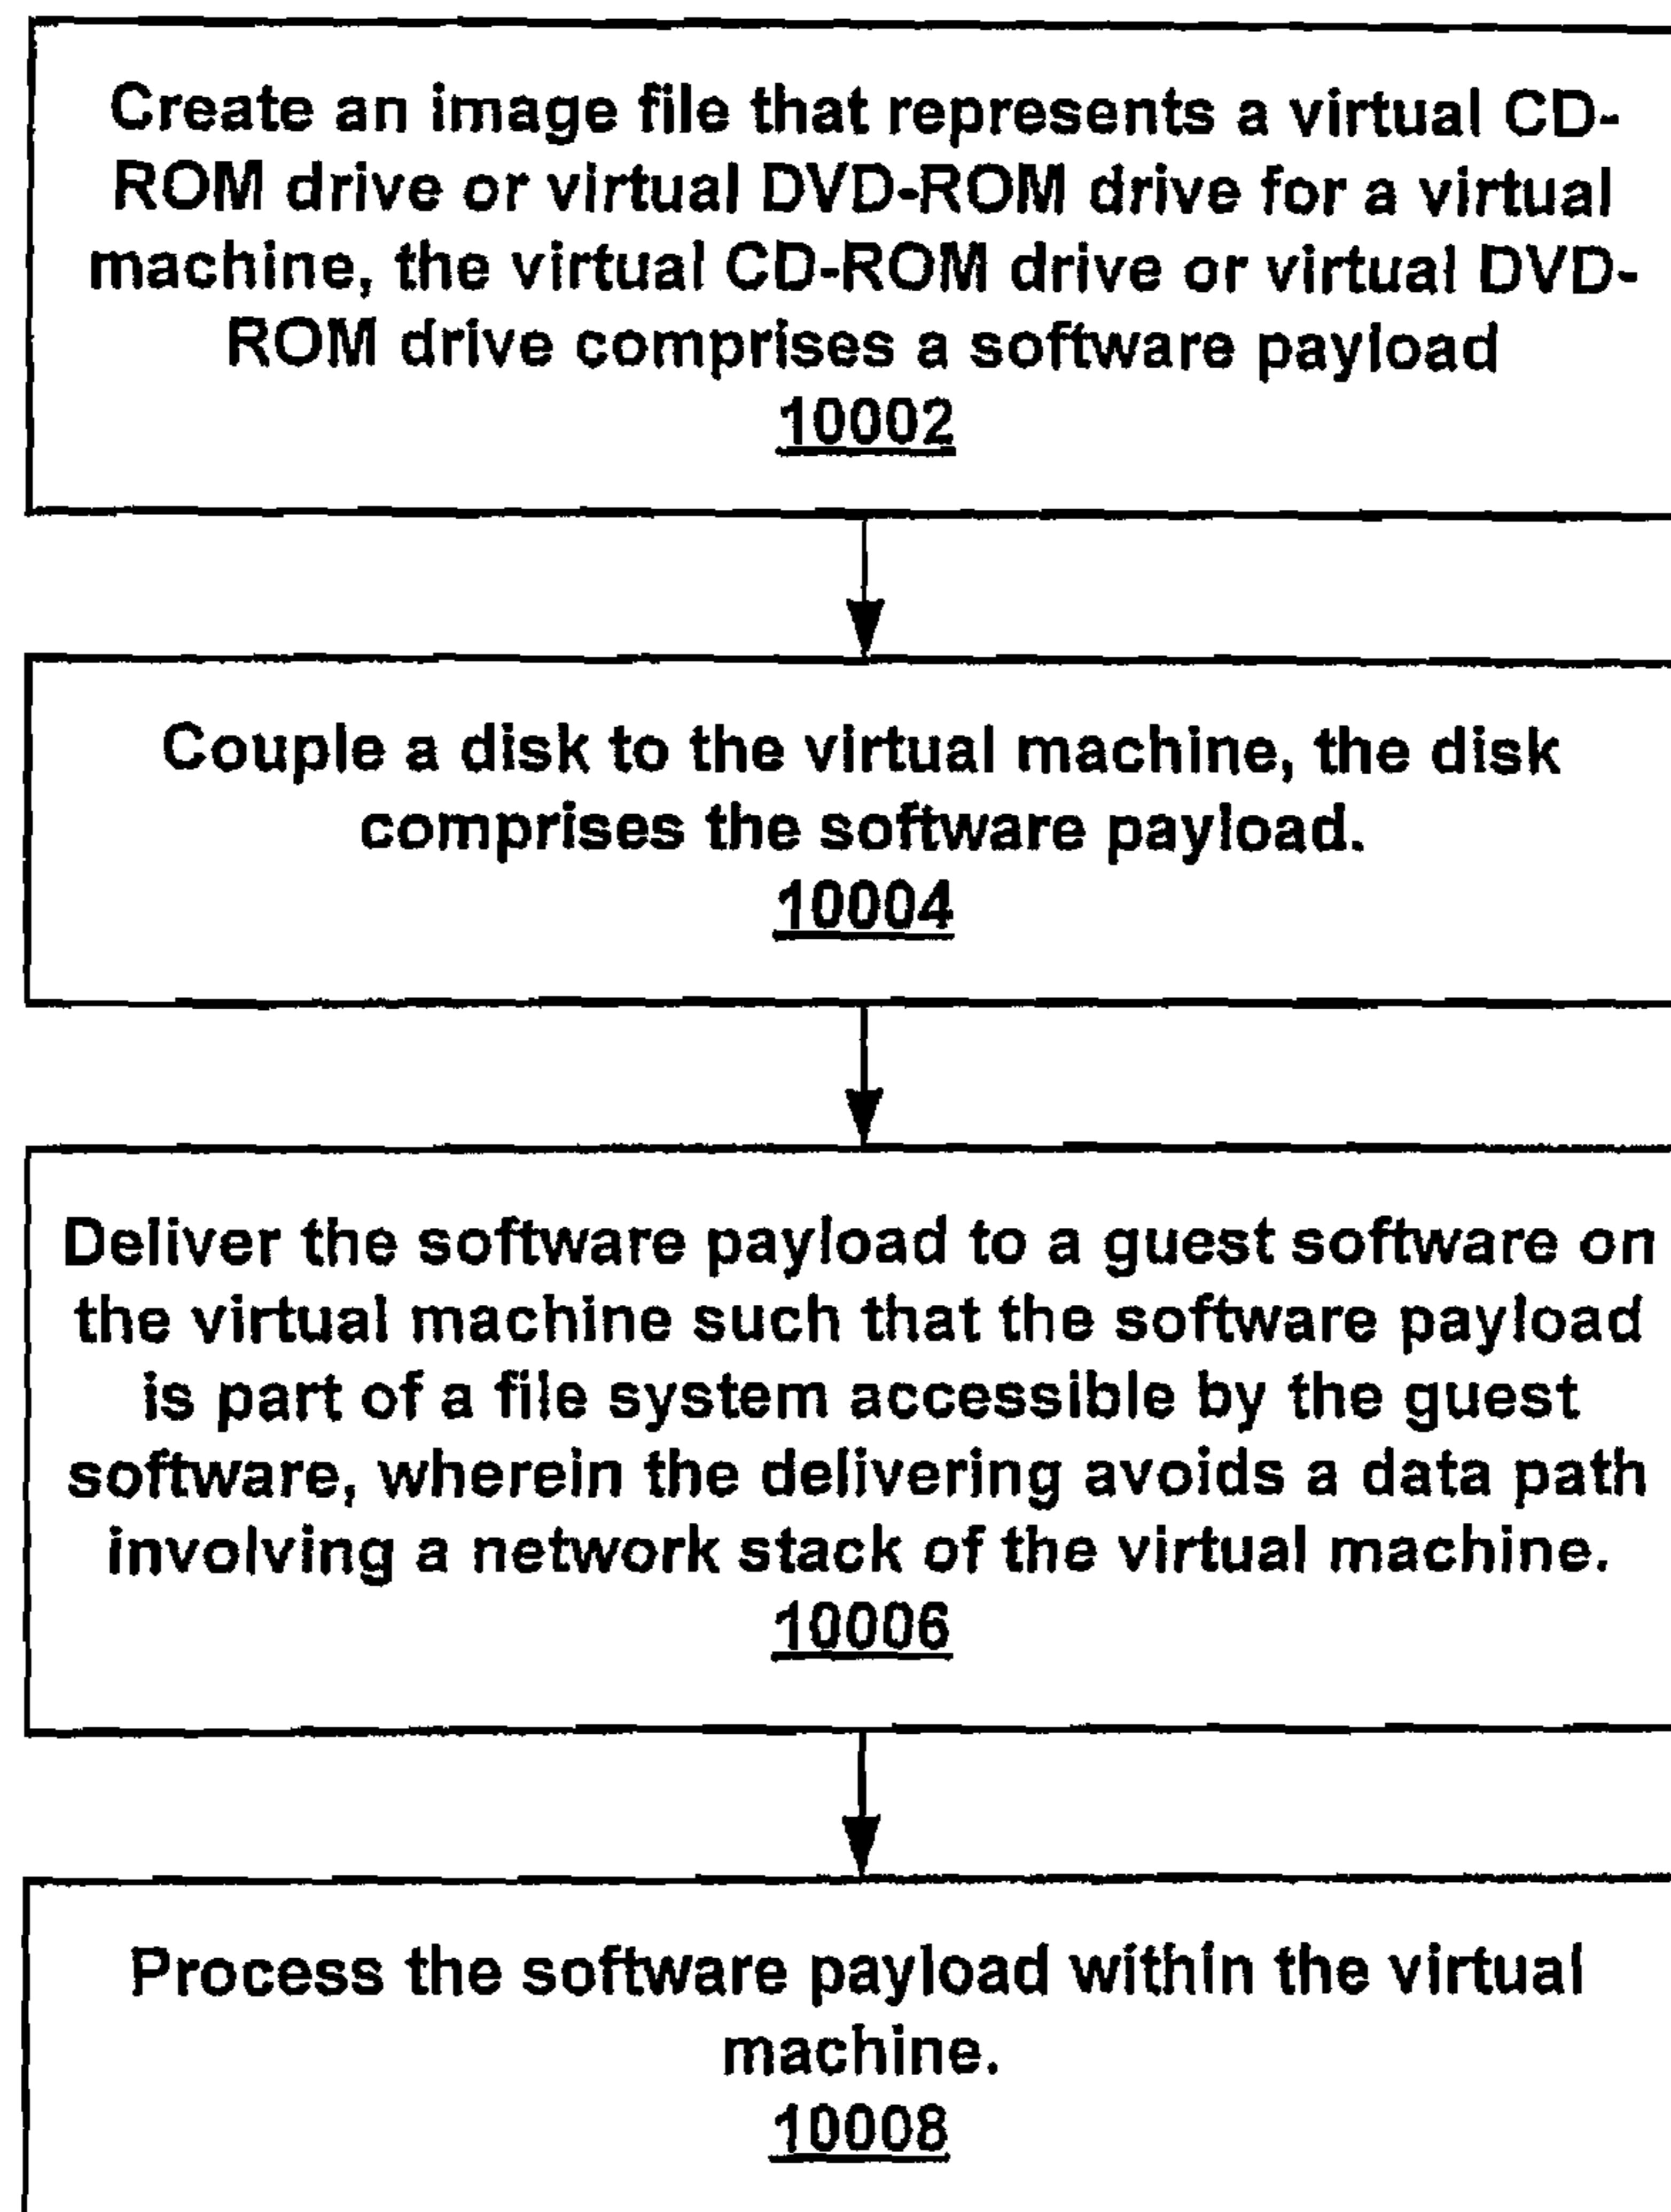 Create an image file that represents a virtual CD-
ROM drive or virtual DVD-ROM drive for a virtual
machine, the virtual CD-ROM drive or virtual DVD-
ROM drive comprises a software payload
10002
Couple a disk to the virtual machine, the disk
comprises the software payload.
10004
Deliver the software payload to a guest software on
the virtual machine such that the software payload
is part of a file system accessible by the guest
software, wherein the delivering avoids a data path
involving a network stack of the virtual machine.
10006
Process the software payload within the virtual
machine.
10008